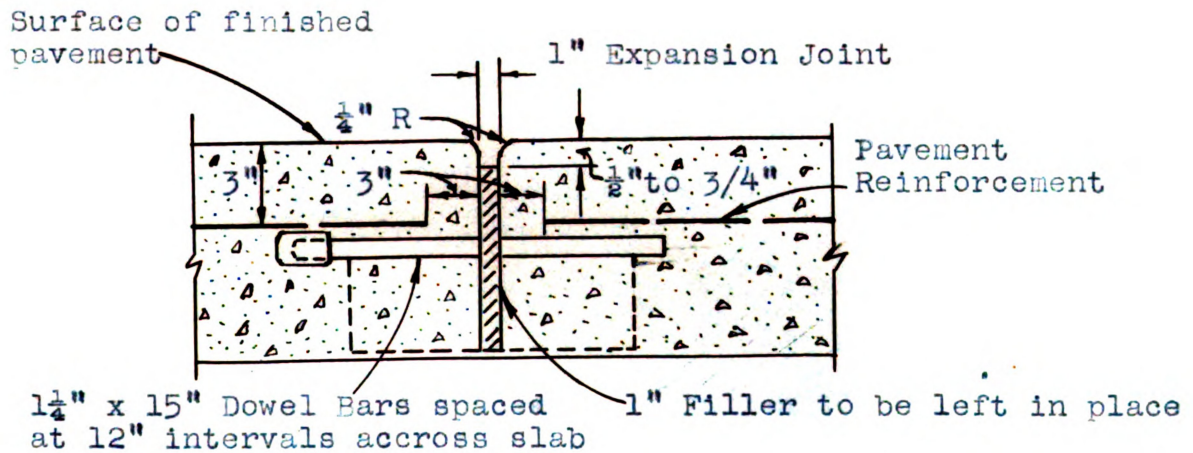 Surface of finished
pavement
1" Expansion Joint
¼" R
3"
3"
½" to 3/4"
Pavement
Reinforcement
1¼" x 15" Dowel Bars spaced
at 12" intervals accross slab
1" Filler to be left in place